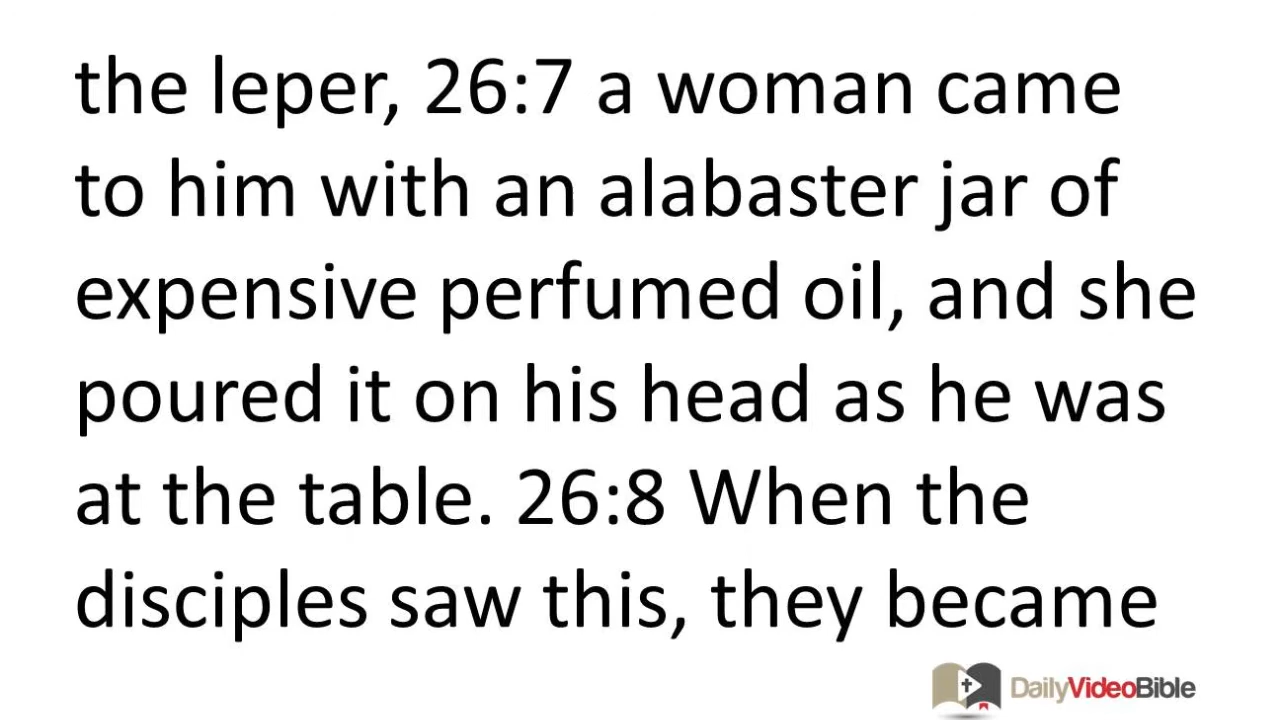 the leper, 26:7 a woman came
to him with an alabaster jar of
expensive perfumed oil, and she
poured it on his head as he was
at the table. 26:8 When the
disciples saw this, they became
DailyVideoBible